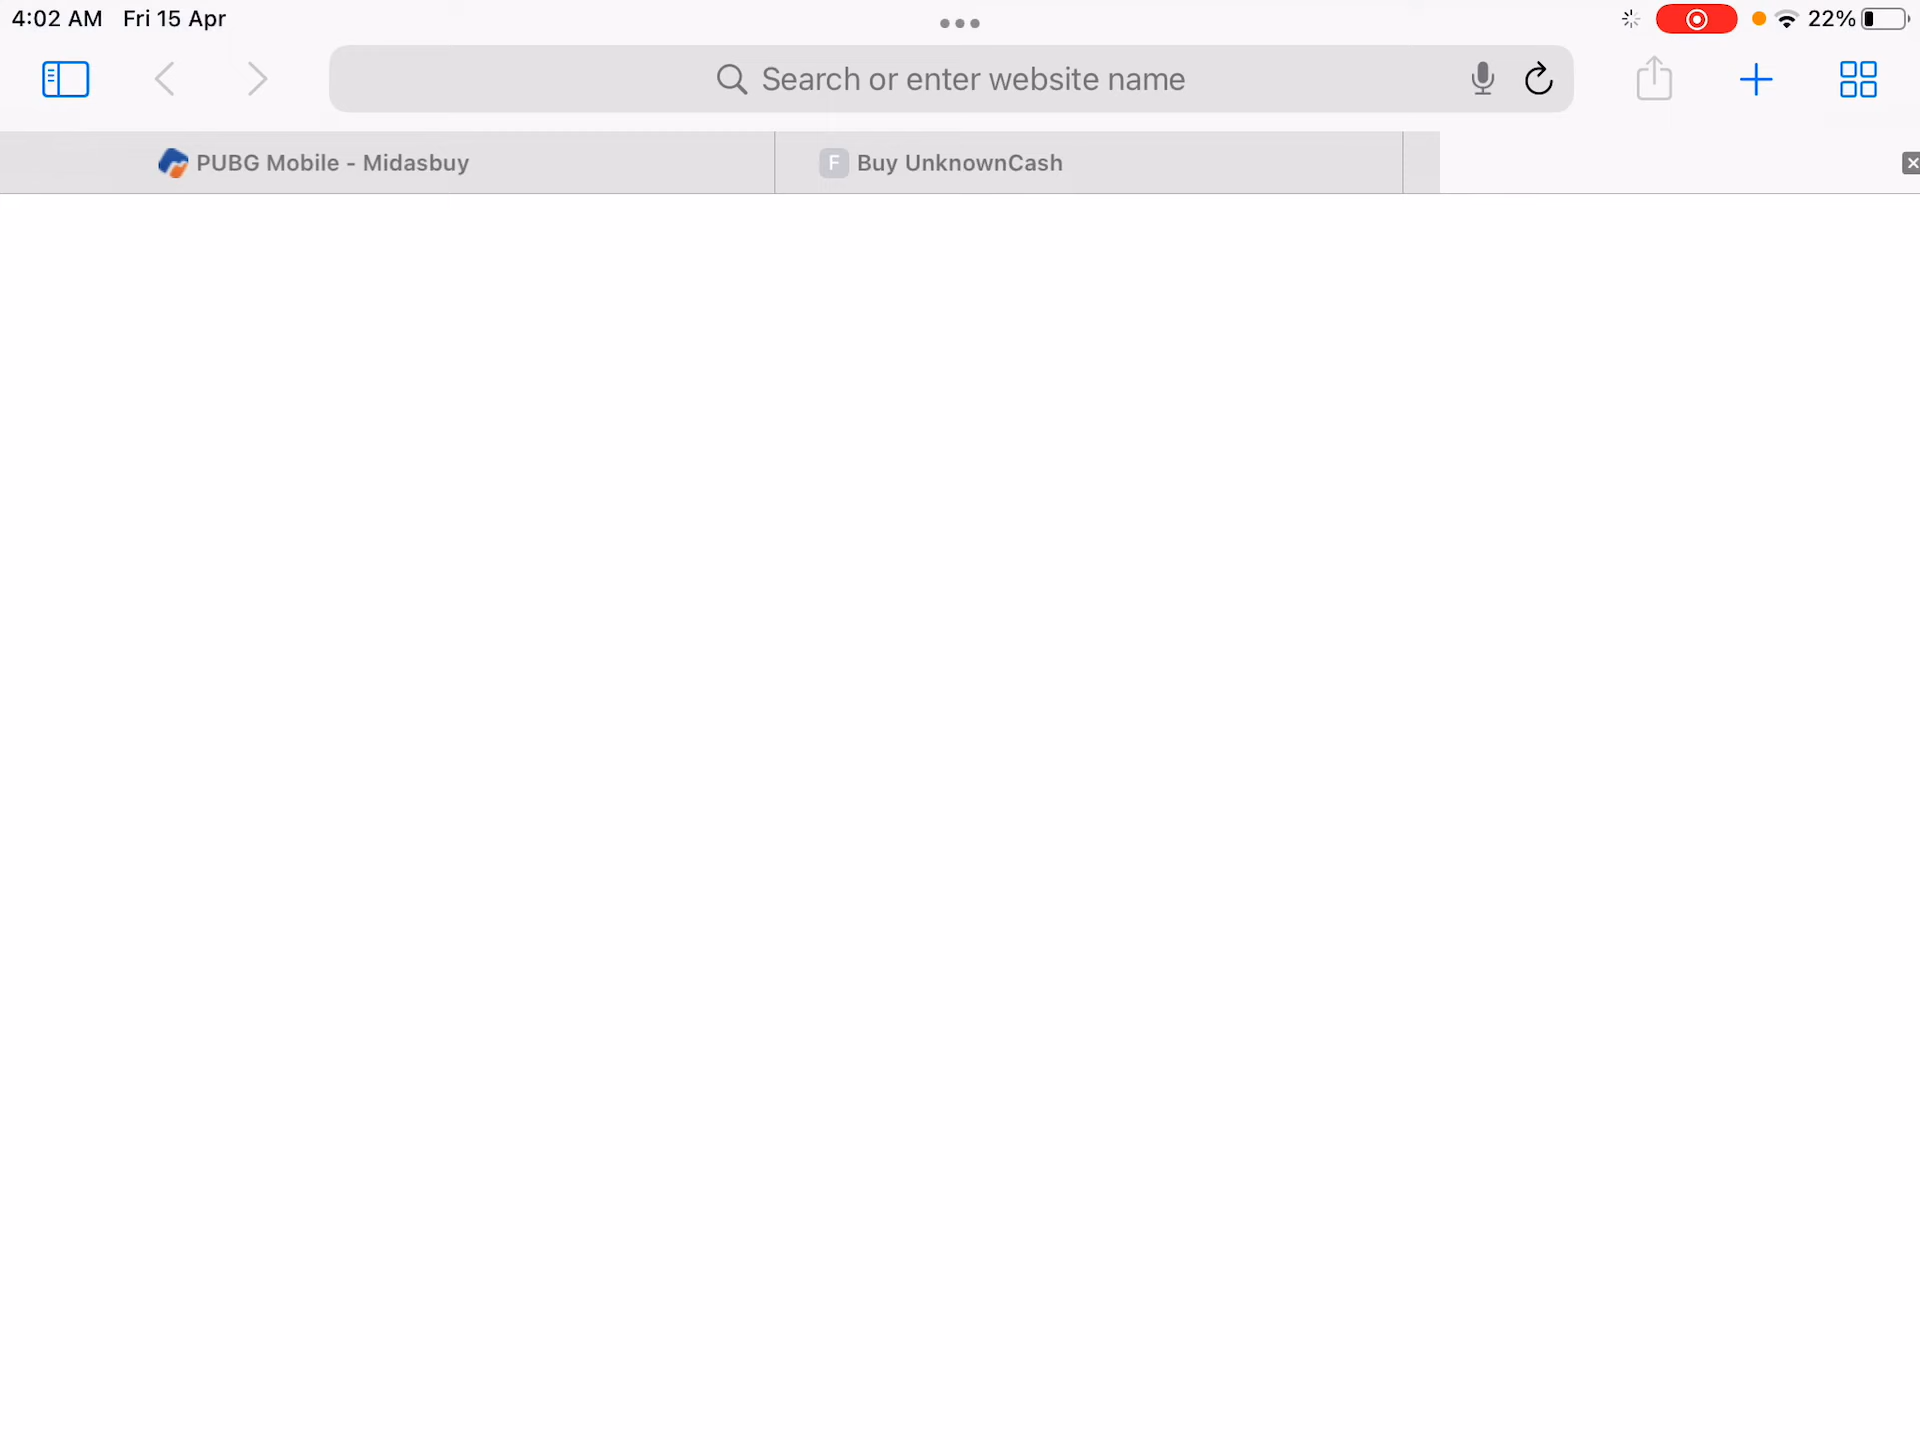 4:02 AM Fri 15 Apr 22%
Search or enter website name
PUBG Mobile - Midasbuy
F Buy UnknownCash